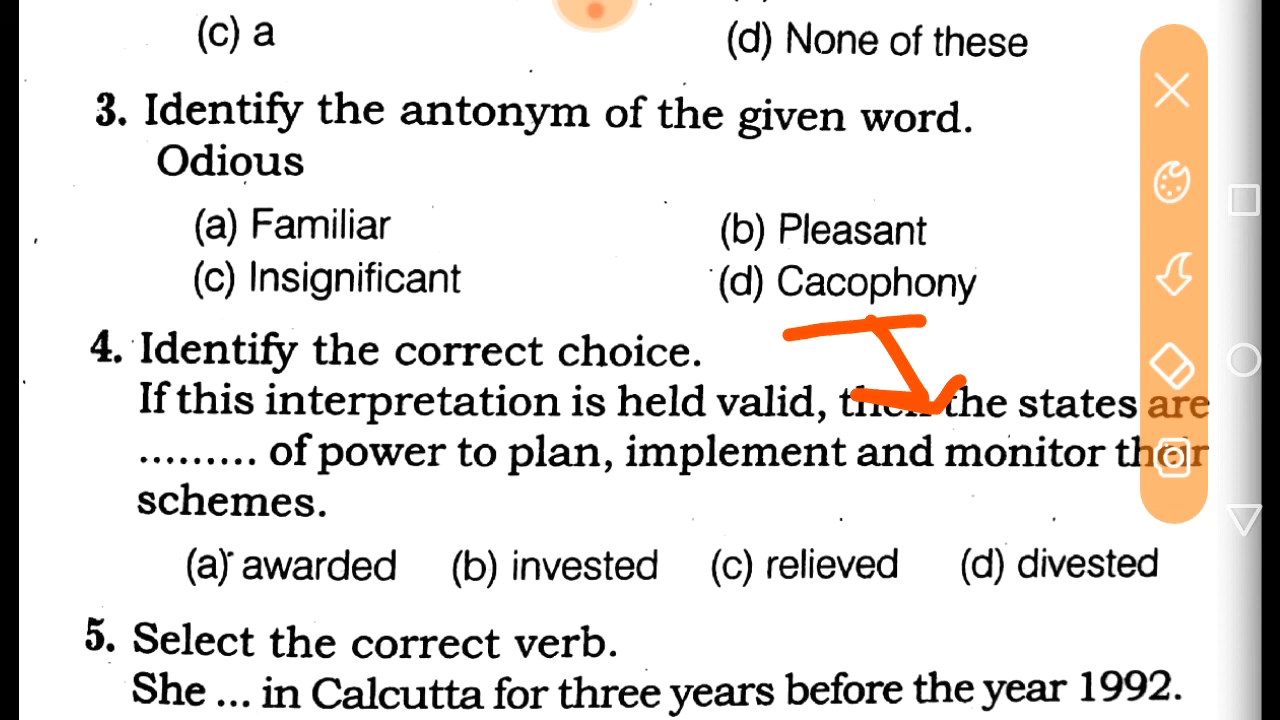 (c) a (d) None of these
3. Identify the antonym of the given word.
Odious
(a) Familiar (b) Pleasant
(c) Insignificant (d) Cacophony
4. Identify the correct choice.
If this interpretation is held valid, then the states are
......... of power to plan, implement and monitor their
schemes.
(a) awarded (b) invested (c) relieved (d) divested
5. Select the correct verb.
She ... in Calcutta for three years before the year 1992.